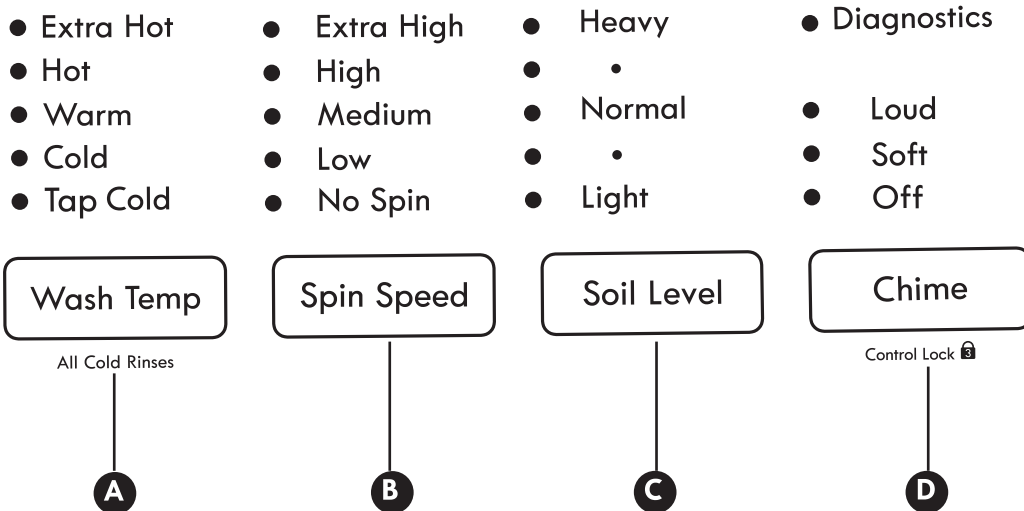 Extra Hot
Hot
Warm
Cold
Tap Cold
Wash Temp
All Cold Rinses
A
Extra High
High
Medium
Low
No Spin
Spin Speed
B
Heavy
Normal
Light
Soil Level
C
Diagnostics
Loud
Soft
Off
Chime
Control Lock 3
D